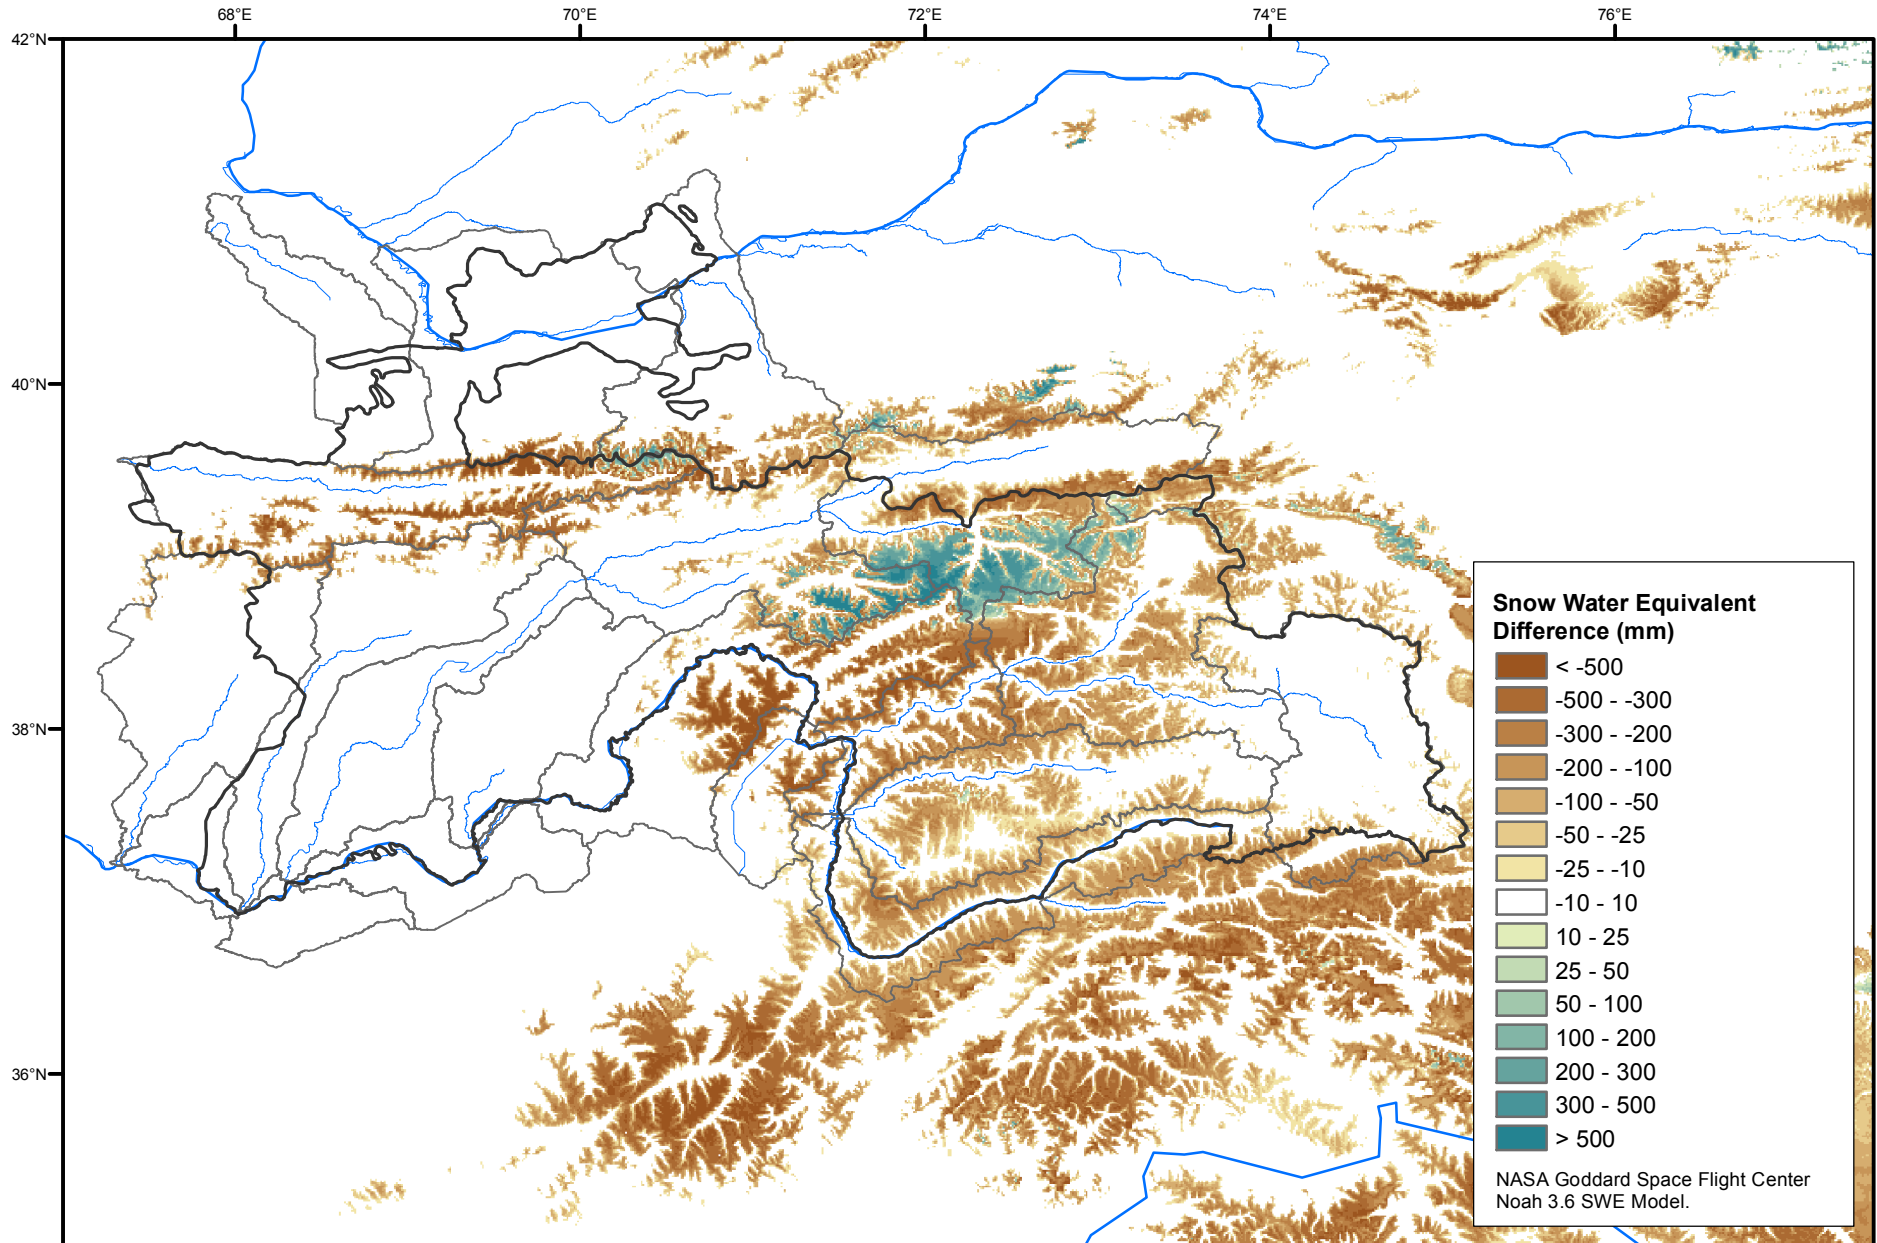 68°E
70°E
72°E
74°E
76°E
42°N
40°N
38°N
36°N
Snow Water Equivalent
Difference (mm)
< -500
-500 - -300
-300 - -200
-200 - -100
-100 - -50
-50 - -25
-25 - -10
-10 - 10
10 - 25
25 - 50
50 - 100
100 - 200
200 - 300
300 - 500
> 500
NASA Goddard Space Flight Center
Noah 3.6 SWE Model.